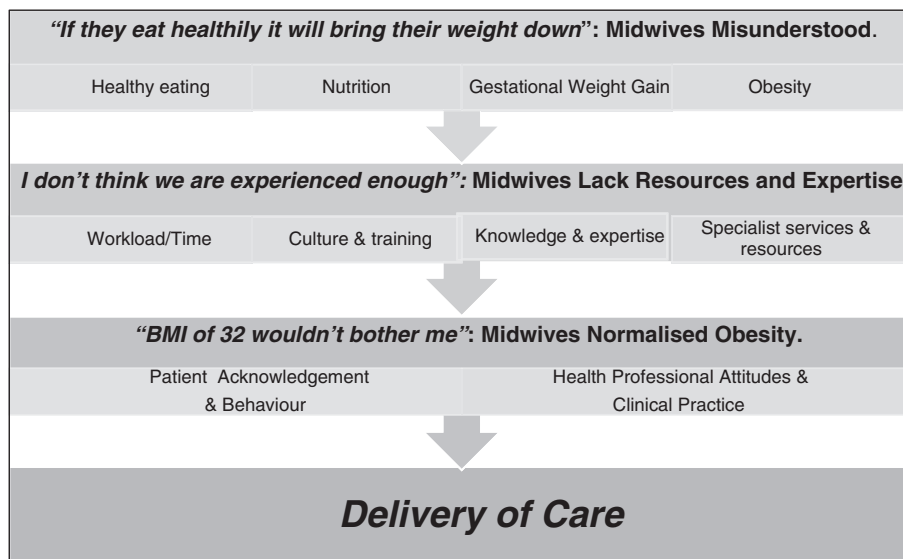 “If they eat healthily it will bring their weight down”: Midwives Misunderstood.
Healthy eating
Nutrition
Gestational Weight Gain
Obesity
I don’t think we are experienced enough”: Midwives Lack Resources and Expertise
Workload/Time
Culture & training
Knowledge & expertise
Specialist services &
resources
“BMI of 32 wouldn’t bother me”: Midwives Normalised Obesity.
Patient Acknowledgement
& Behaviour
Health Professional Attitudes &
Clinical Practice
Delivery of Care